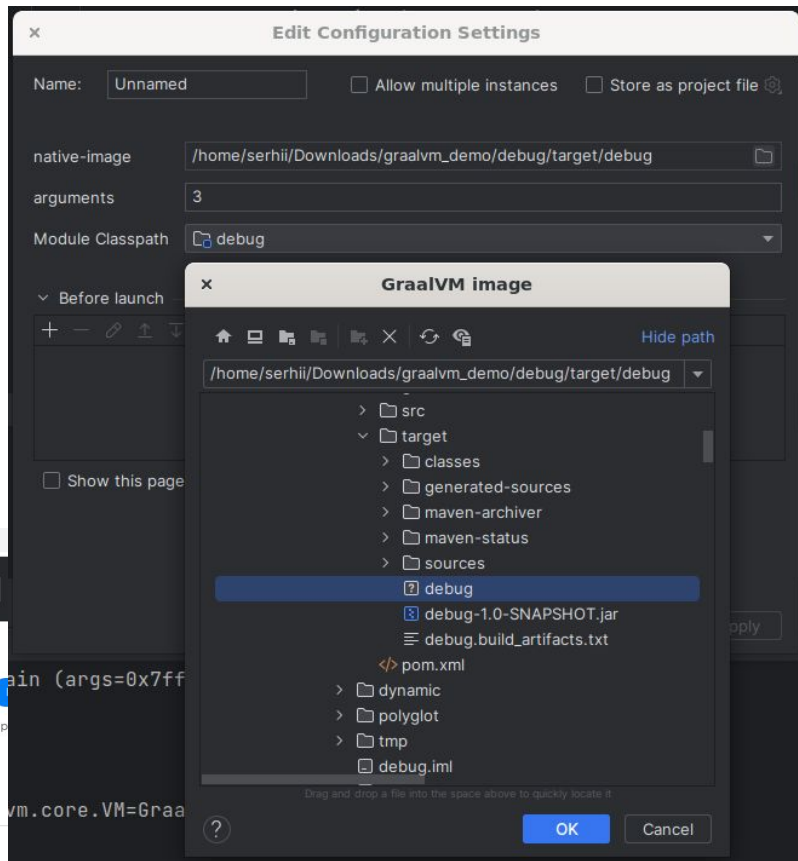 Edit Configuration Settings
Name: Unnamed Allow multiple instances Store as project file
native-image /home/serhii/Downloads/graalvm_demo/debug/target/debug
arguments 3
Module Classpath debug
GraalVM image
Before launch
Hide path
/home/serhii/Downloads/graalvm_demo/debug/target/debug
src
target
classes
generated-sources
maven-archiver
maven-status
Show this page
sources
debug
debug-1.0-SNAPSHOT.jar
debug.build_artifacts.txt
pply
pom.xml
ain (args=0x7ff
dynamic
polyglot
tmp
debug.iml
Drag and drop a file into the space above to quickly locate it
vm.core.VM=Graa
? OK Cancel